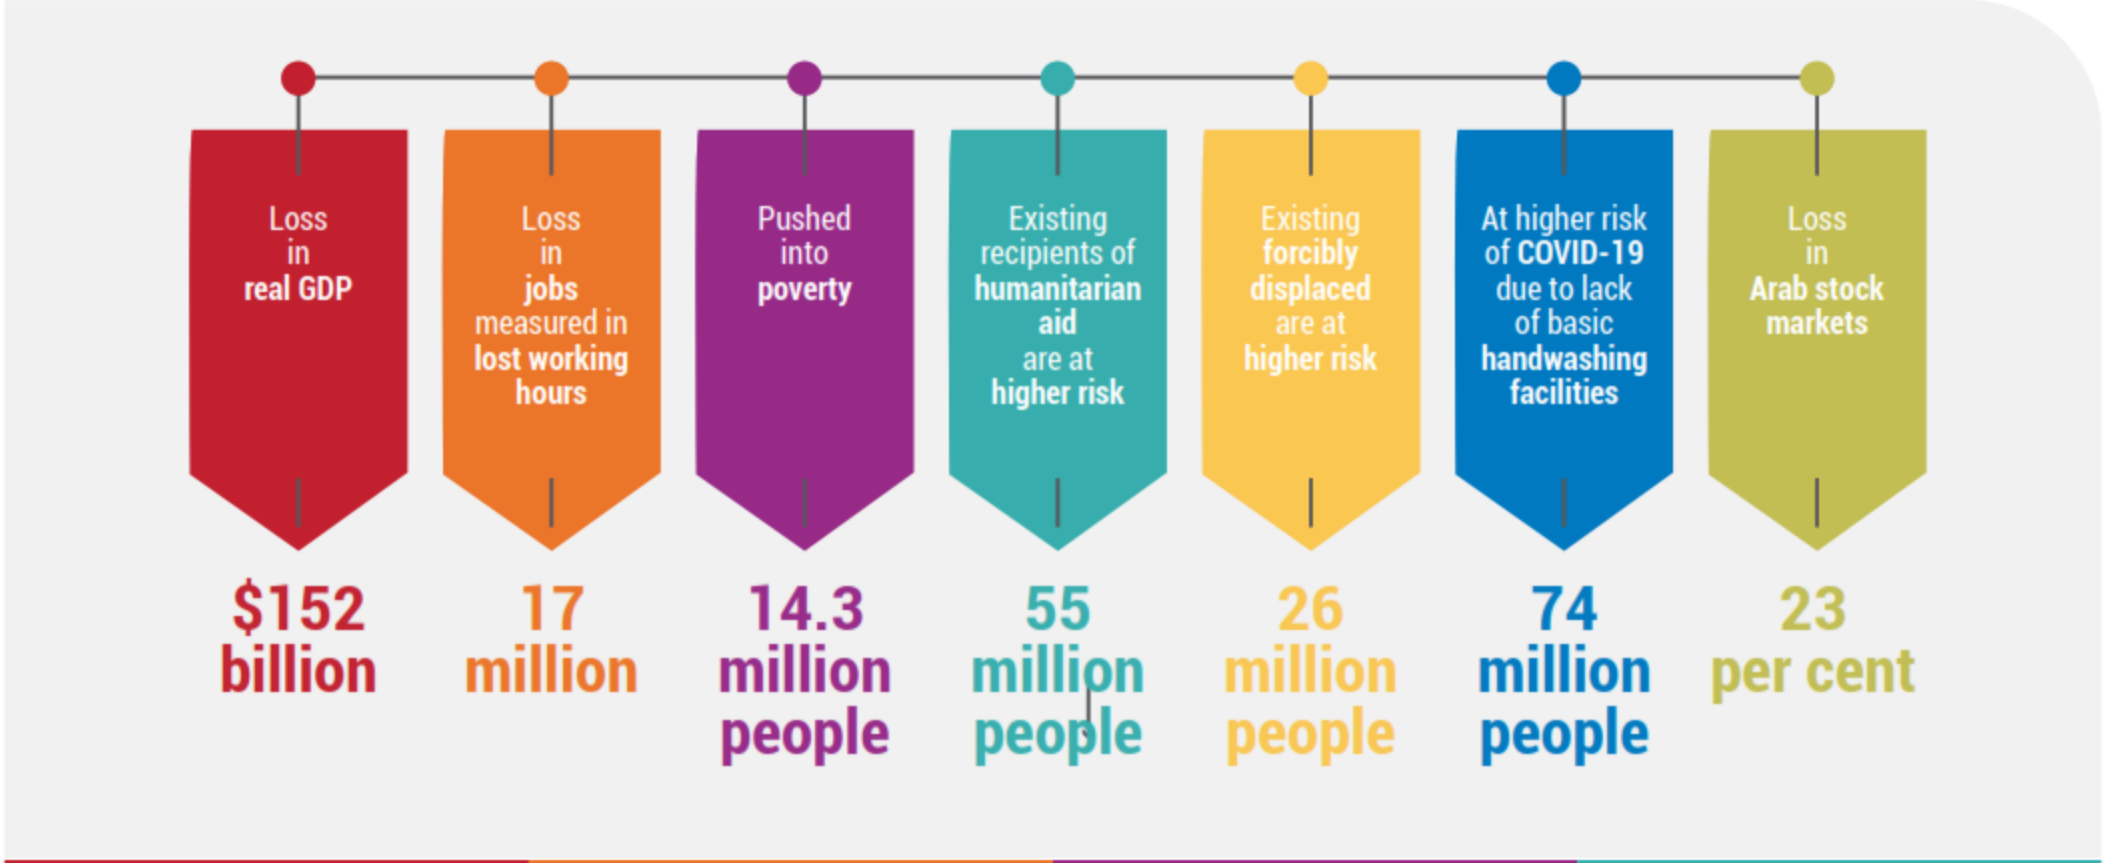 Loss
in
real GDP
$152
billion
Loss
in
jobs
measured in
lost working
hours
17
million
Pushed
into
poverty
14.3
million
people
Existing
recipients of
humanitarian
aid
are at
higher risk
55
million
people
Existing
forcibly
displaced
are at
higher risk
26
million
people
At higher risk
of COVID-19
due to lack
of basic
handwashing
facilities
74
million
people
Loss
in
Arab stock
markets
23
per cent